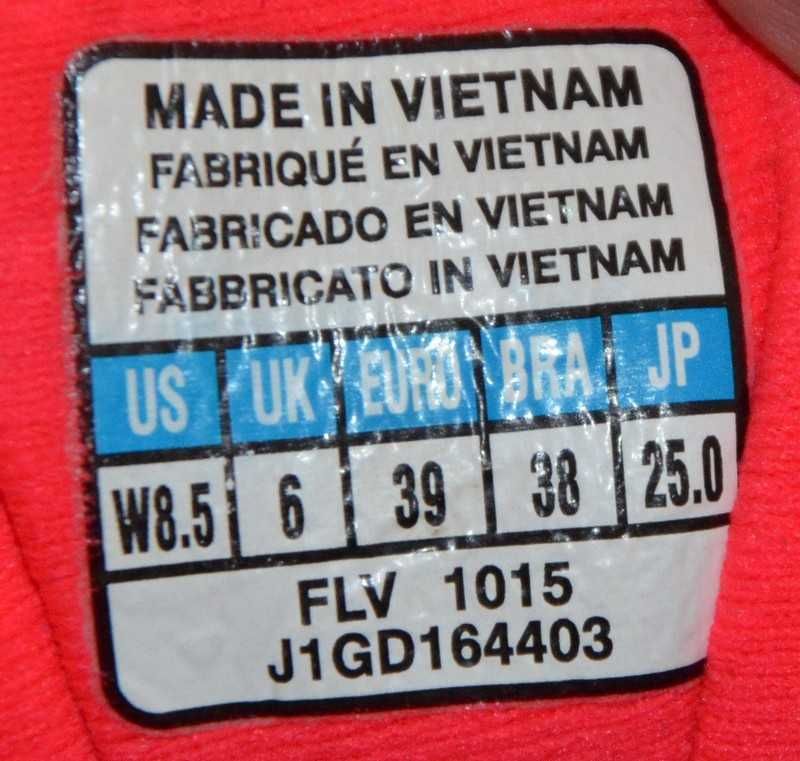 MADE IN VIETNAM
FABRIQUÉ EN VIETNAM
FABRICADO EN VIETNAM
FABBRICATO IN VIETNAM
US UK EURO BRA JP
W8.5 6 39 38 25.0
FLV 1015
J1GD164403